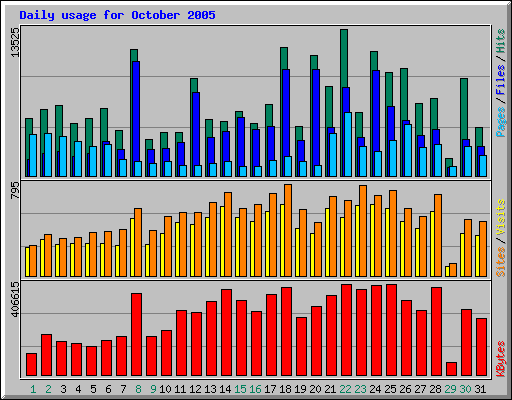 Daily usage for October 2005
13525
Pages / Files / Hits
795
Sites / Visits
406615
KBytes
1 2 3 4 5 6 7 8 9 10 11 12 13 14 15 16 17 18 19 20 21 22 23 24 25 26 27 28 29 30 31